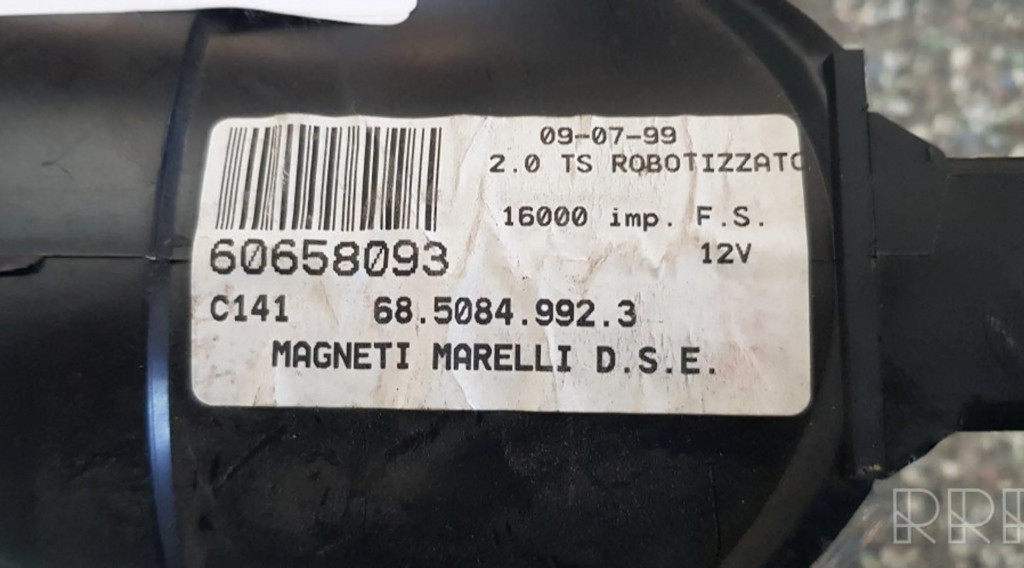 09-07-99
2.0 TS ROBOTIZZATO
16000 imp. F.S.
12V
60658093
C141 68.5084.992.3
MAGNETI MARELLI D.S.E.